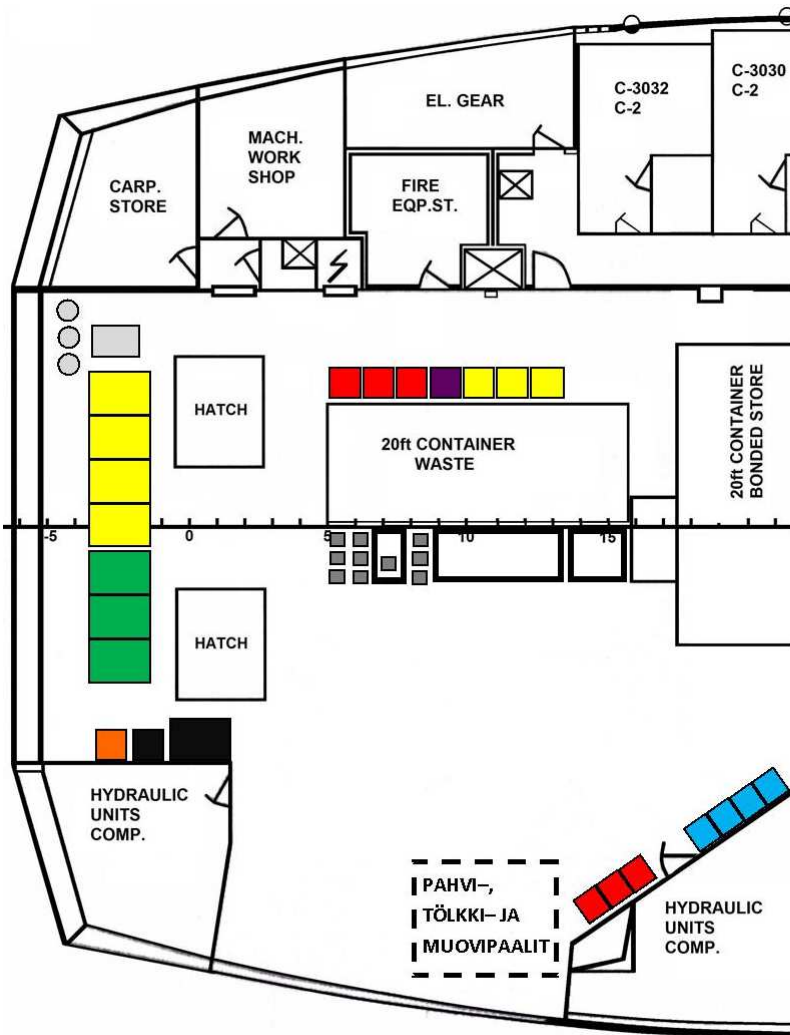 EL. GEAR
C-3032
C-2
C-3030
C-2
MACH.
WORK
SHOP
CARP.
STORE
FIRE
EQP.ST.
HATCH
20ft CONTAINER
WASTE
20ft CONTAINER
BONDED STORE
-5
0
5
10
15
HATCH
HYDRAULIC
UNITS
COMP.
PAHVI–,
TÖLKKI– JA
MUOVIPAALIT
HYDRAULIC
UNITS
COMP.